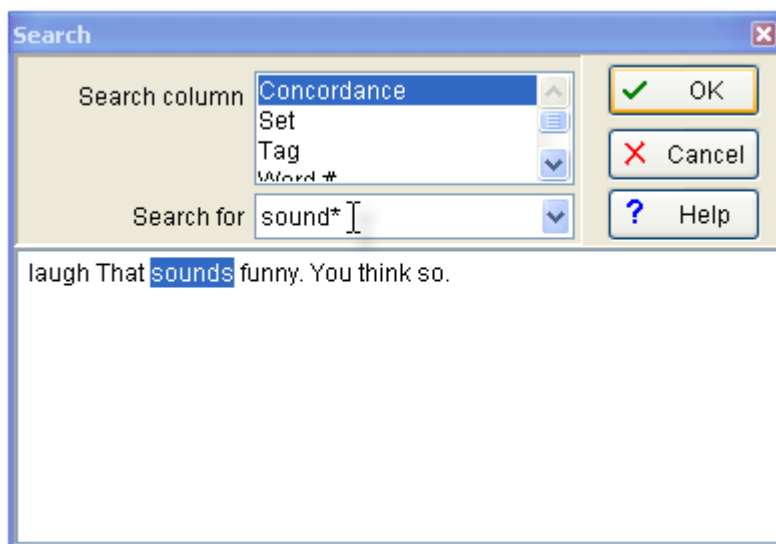 Search
Search column
Concordance
Set
Tag
Word #
Search for
sound*
OK
Cancel
? Help
laugh That sounds funny. You think so.